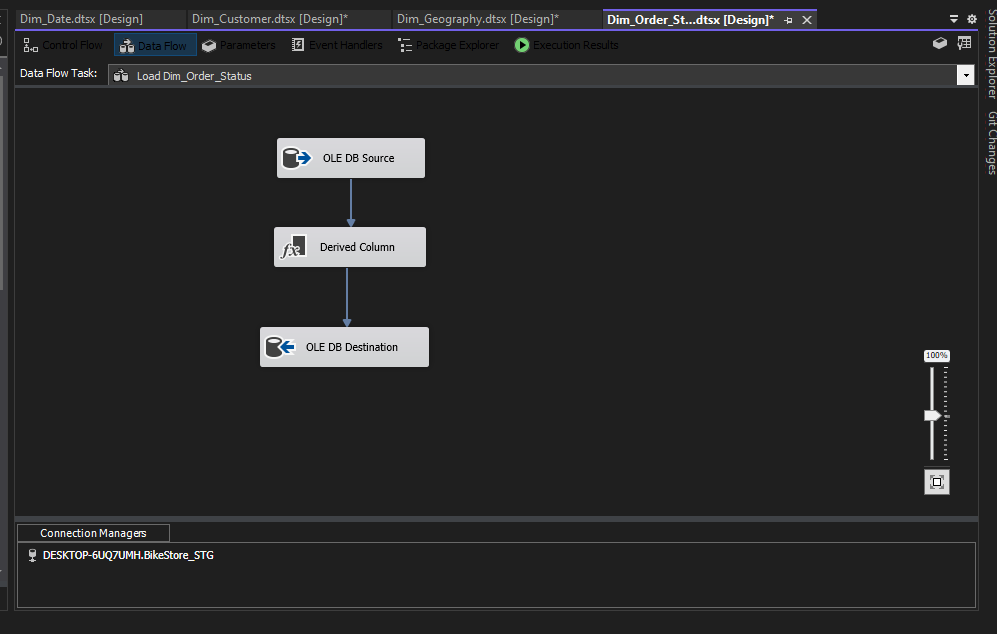 Dim_Date.dtsx [Design] Dim_Customer.dtsx [Design]* Dim_Geography.dtsx [Design]* Dim_Order_St...dtsx [Design]*
Control Flow Data Flow Parameters Event Handlers Package Explorer Execution Results
Data Flow Task: Load Dim_Order_Status
OLE DB Source
Derived Column
OLE DB Destination
100%
Connection Managers
DESKTOP-6UQ7UMH.BikeStore_STG
Solution Explorer
Git Changes